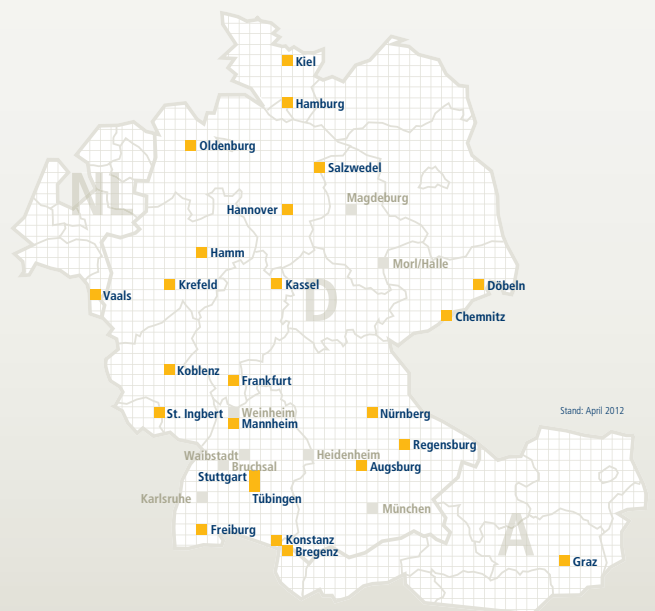 Kiel
Hamburg
Oldenburg
Salzwedel
NL
Magdeburg
Hannover
Hamm
Morl/Halle
Krefeld
Kassel
D
Döbeln
Vaals
Chemnitz
Koblenz
Frankfurt
St. Ingbert
Weinheim
Nürnberg
Stand: April 2012
Mannheim
Regensburg
Waibstadt
Heidenheim
Bruchsal
Augsburg
Stuttgart
Karlsruhe
Tübingen
München
Freiburg
A
Konstanz
Bregenz
Graz